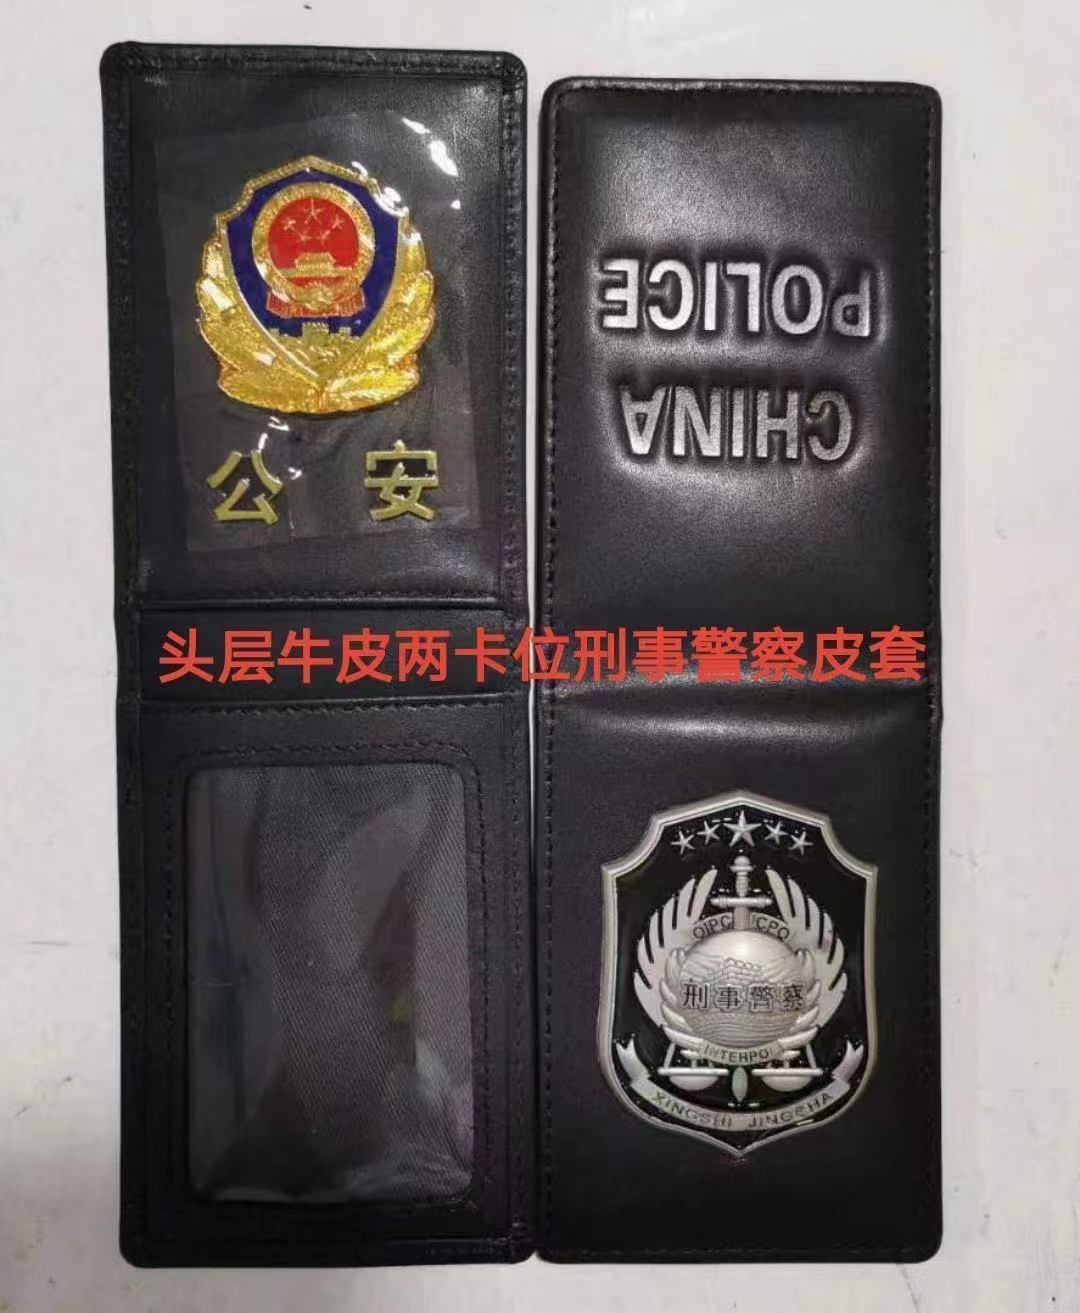 公 安
POLICE
CHINA
头层牛皮两卡位刑事警察皮套
OIPC ICPO
刑事警察
INTERPOL
XINGSHI JINGCHA